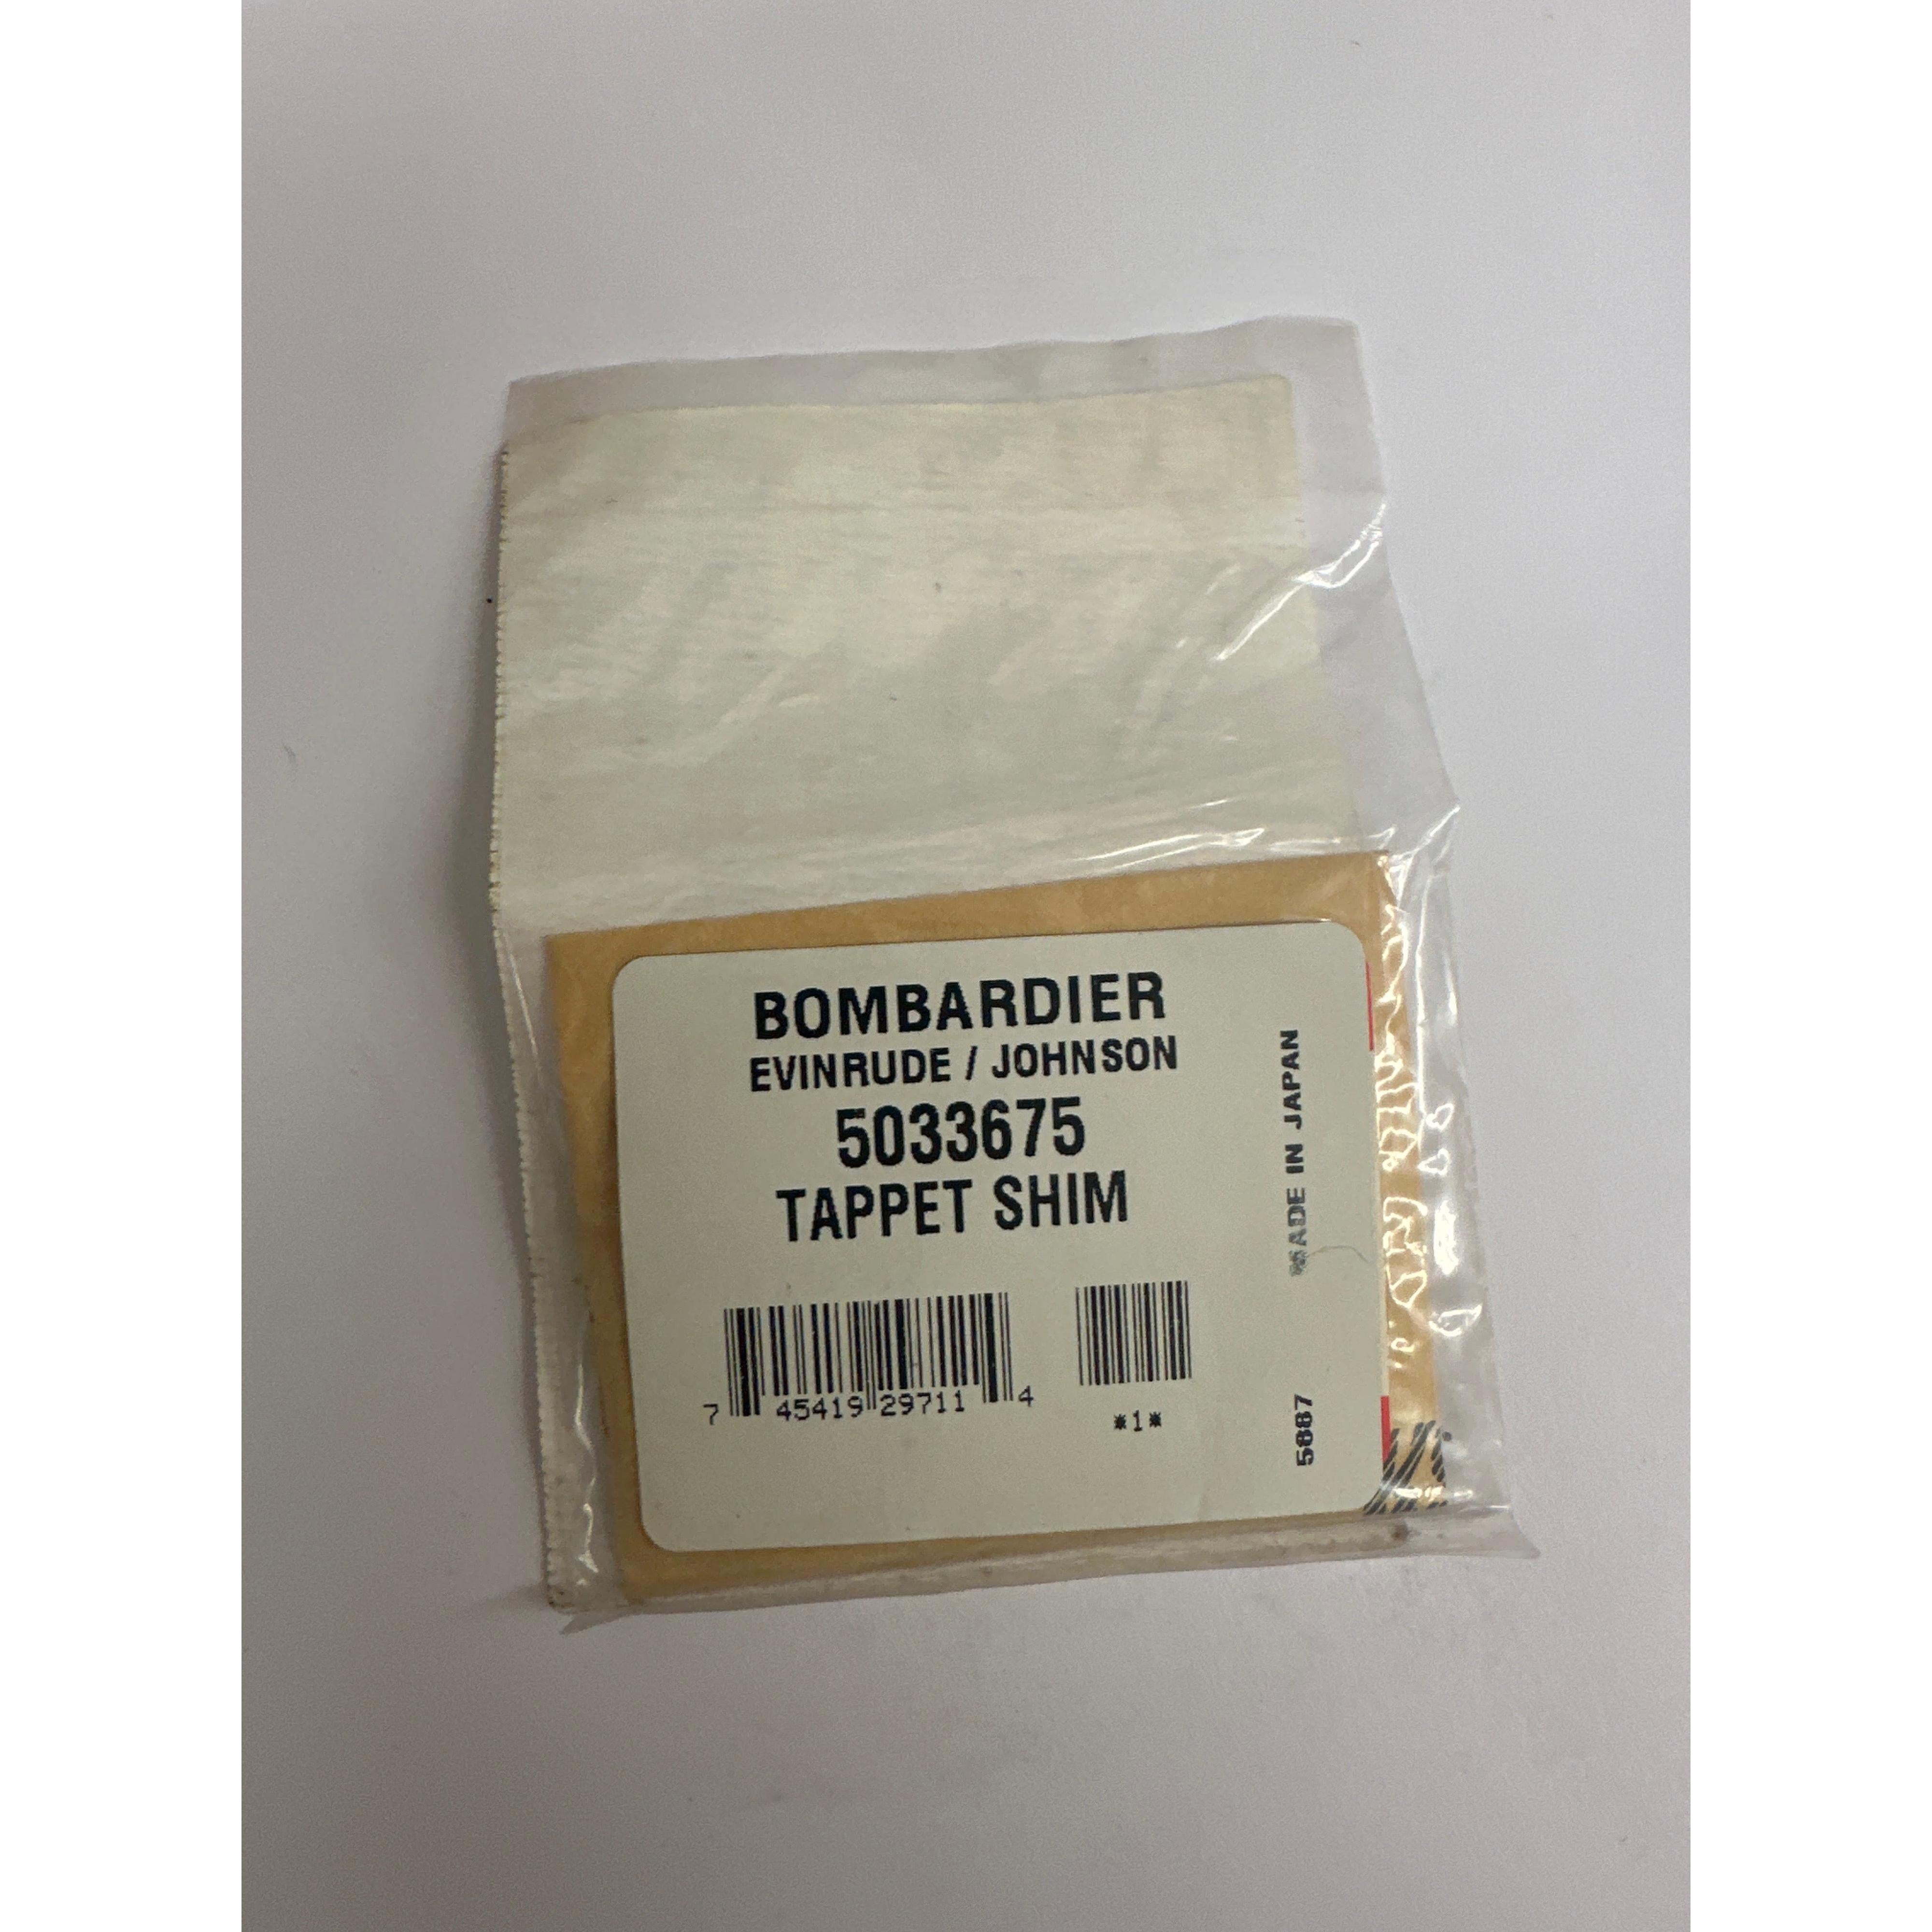 BOMBARDIER
EVINRUDE / JOHNSON
5033675
TAPPET SHIM
7 45419 29711 4
*1*
MADE IN JAPAN
5887